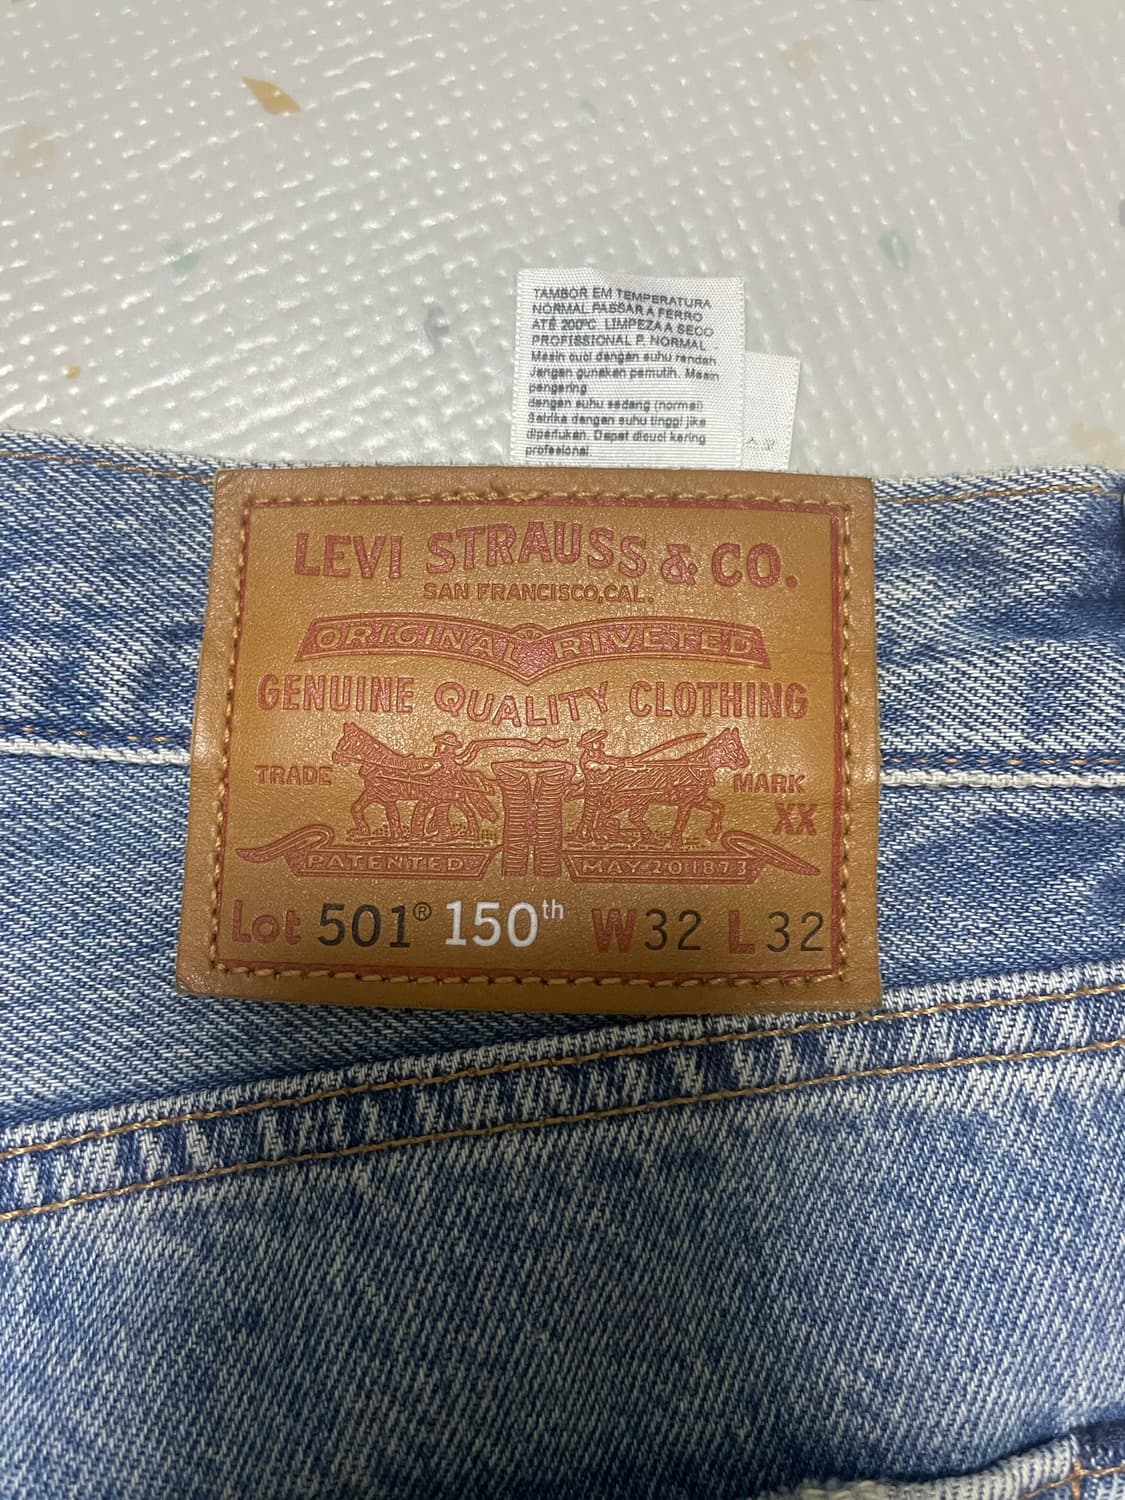 TAMBOR EM TEMPERATURA
NORMAL PASSAR A FERRO
ATÉ 200ºC LIMPEZA A SECO
PROFISSIONAL P. NORMAL
Mesin cuci dengan suhu rendah
Jangan gunakan pemutih. Mesin
pengering
dengan suhu sedang (normal)
Setrika dengan suhu tinggi jika
diperlukan. Dapat dicuci kering
profesional.
LEVI STRAUSS & CO.
SAN FRANCISCO, CAL.
ORIGINAL RIVETED
GENUINE QUALITY CLOTHING
TRADE MARK
XX
PATENTED MAY 20 1873
Lot 501® 150th W32 L32